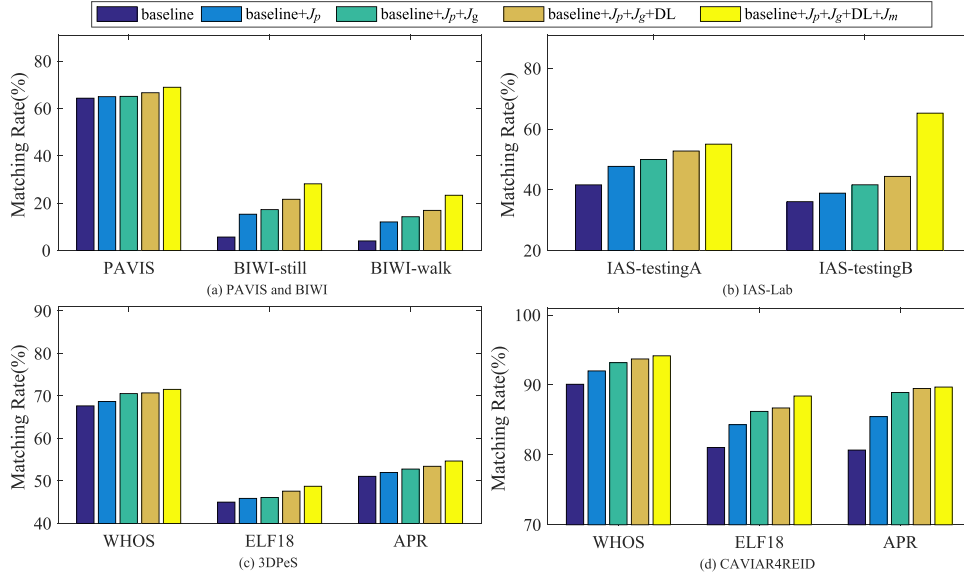 baseline baseline+Jp baseline+Jp+Jg baseline+Jp+Jg+DL baseline+Jp+Jg+DL+Jm
Matching Rate(%)
80
60
40
20
0
PAVIS BIWI-still BIWI-walk
(a) PAVIS and BIWI
Matching Rate(%)
80
60
40
20
IAS-testingA IAS-testingB
(b) IAS-Lab
Matching Rate(%)
90
80
70
60
50
40
WHOS ELF18 APR
(c) 3DPeS
Matching Rate(%)
100
90
80
70
WHOS ELF18 APR
(d) CAVIAR4REID